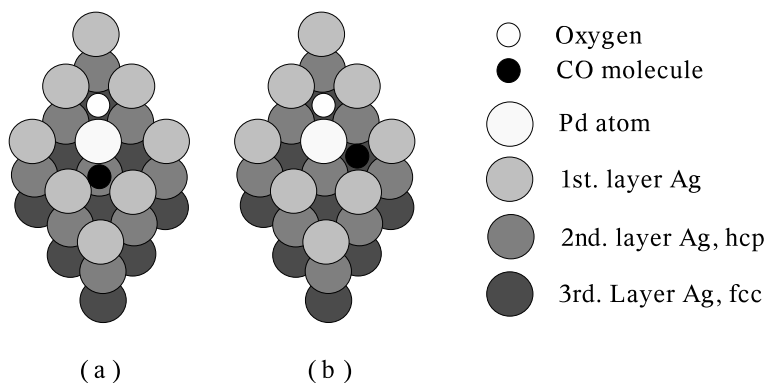 Oxygen
CO molecule
Pd atom
1st. layer Ag
2nd. layer Ag, hcp
3rd. Layer Ag, fcc
( a )
( b )